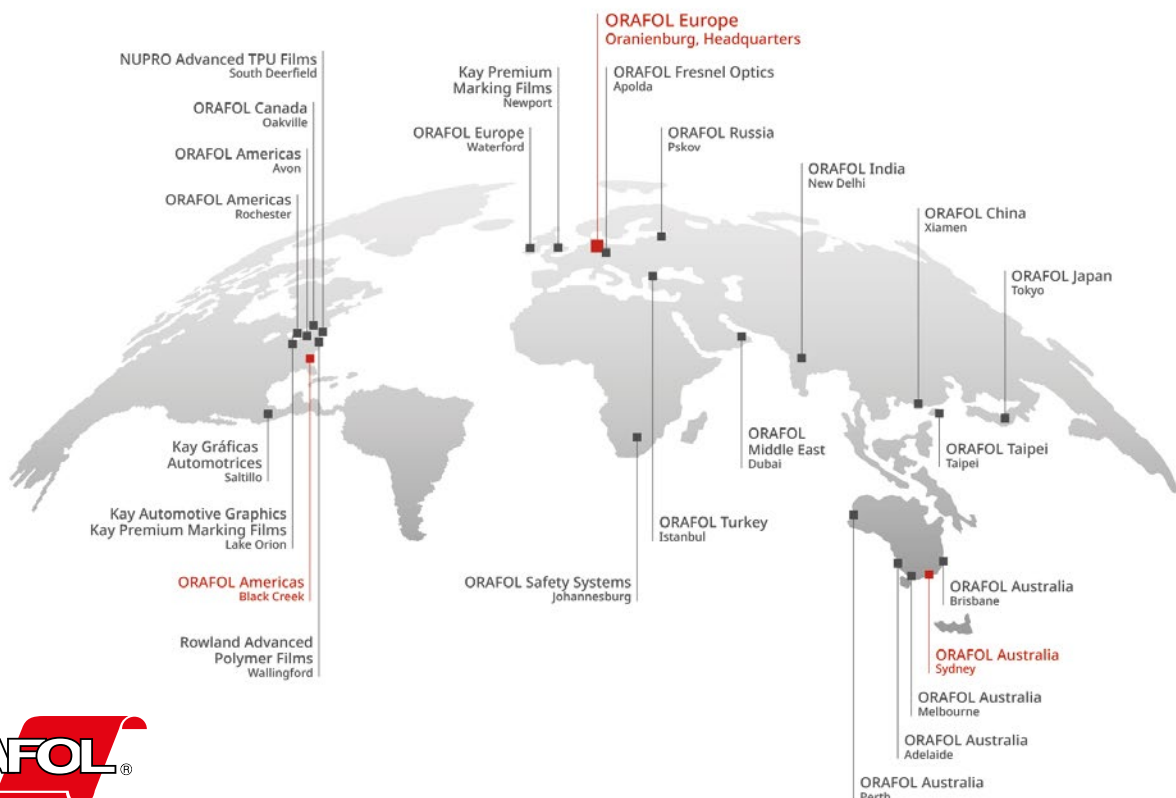 ORAFOL Europe
Oranienburg, Headquarters
NUPRO Advanced TPU Films
South Deerfield
Kay Premium
Marking Films
Newport
ORAFOL Fresnel Optics
Apolda
ORAFOL Canada
Oakville
ORAFOL Europe
Waterford
ORAFOL Russia
Pskov
ORAFOL Americas
Avon
ORAFOL India
New Delhi
ORAFOL Americas
Rochester
ORAFOL China
Xiamen
ORAFOL Japan
Tokyo
Kay Gráficas
Automotrices
Saltillo
ORAFOL
Middle East
Dubai
ORAFOL Taipei
Taipei
Kay Automotive Graphics
Kay Premium Marking Films
Lake Orion
ORAFOL Turkey
Istanbul
ORAFOL Americas
Black Creek
ORAFOL Safety Systems
Johannesburg
ORAFOL Australia
Brisbane
Rowland Advanced
Polymer Films
Wallingford
ORAFOL Australia
Sydney
ORAFOL Australia
Melbourne
ORAFOL Australia
Adelaide
ORAFOL Australia
Perth
AFOL®